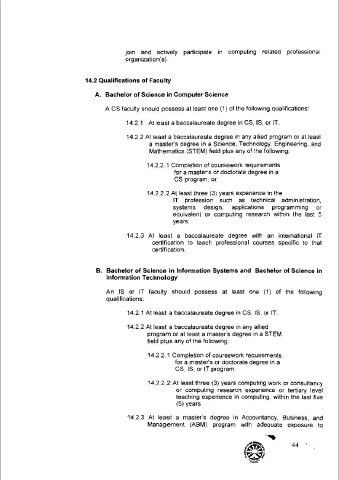 join and actively participate in computing related professional
organization(s).
14.2 Qualifications of Faculty
A. Bachelor of Science in Computer Science
A CS faculty should possess at least one (1) of the following qualifications:
14.2.1 At least a baccalaureate degree in CS, IS, or IT.
14.2.2 At least a baccalaureate degree in any allied program or at least
a master's degree in a Science, Technology, Engineering, and
Mathematics (STEM) field plus any of the following:
14.2.2.1 Completion of coursework requirements
for a master's or doctorate degree in a
CS program; or
14.2.2.2 At least three (3) years experience in the
IT profession such as technical administration,
systems design, applications programming or
equivalent or computing research within the last 5
years.
14.2.3 At least a baccalaureate degree with an international IT
certification to teach professional courses specific to that
certification.
B. Bachelor of Science in Information Systems and Bachelor of Science in
Information Technology
An IS or IT faculty should possess at least one (1) of the following
qualifications:
14.2.1 At least a baccalaureate degree in CS, IS, or IT.
14.2.2 At least a baccalaureate degree in any allied
program or at least a master's degree in a STEM
field plus any of the following:
14.2.2.1 Completion of coursework requirements
for a master's or doctorate degree in a
CS, IS, or IT program.
14.2.2.2 At least three (3) years computing work or consultancy
or computing research experience or tertiary level
teaching experience in computing, within the last five
(5) years
14.2.3 At least a master's degree in Accountancy, Business, and
Management (ABM) program with adequate exposure to
44